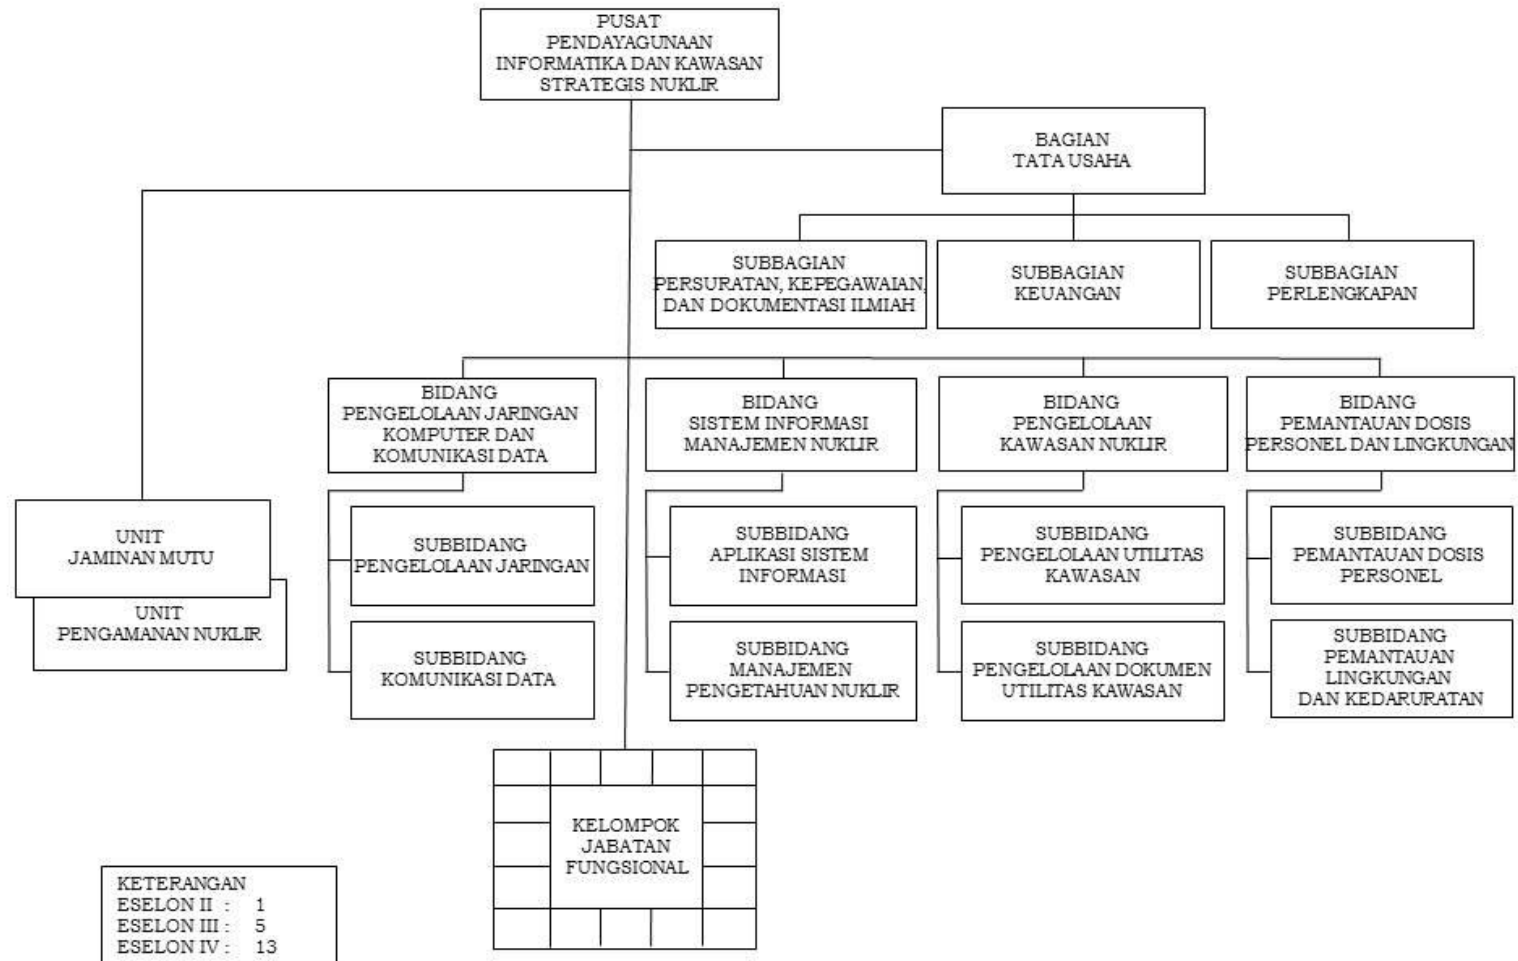 PUSAT
PENDAYAGUNAAN
INFORMATIKA DAN KAWASAN
STRATEGIS NUKLIR
BAGIAN
TATA USAHA
SUBBAGIAN
PERSURATAN, KEPEGAWAIAN,
DAN DOKUMENTASI ILMIAH
SUBBAGIAN
KEUANGAN
SUBBAGIAN
PERLENGKAPAN
BIDANG
PENGELOLAAN JARINGAN
KOMPUTER DAN
KOMUNIKASI DATA
BIDANG
SISTEM INFORMASI
MANAJEMEN NUKLIR
BIDANG
PENGELOLAAN
KAWASAN NUKLIR
BIDANG
PEMANTAUAN DOSIS
PERSONEL DAN LINGKUNGAN
UNIT
JAMINAN MUTU
UNIT
PENGAMANAN NUKLIR
SUBBIDANG
PENGELOLAAN JARINGAN
SUBBIDANG
APLIKASI SISTEM
INFORMASI
SUBBIDANG
PENGELOLAAN UTILITAS
KAWASAN
SUBBIDANG
PEMANTAUAN DOSIS
PERSONEL
SUBBIDANG
KOMUNIKASI DATA
SUBBIDANG
MANAJEMEN
PENGETAHUAN NUKLIR
SUBBIDANG
PENGELOLAAN DOKUMEN
UTILITAS KAWASAN
SUBBIDANG
PEMANTAUAN
LINGKUNGAN
DAN KEDARURATAN
KELOMPOK
JABATAN
FUNGSIONAL
KETERANGAN
ESELON II : 1
ESELON III : 5
ESELON IV : 13